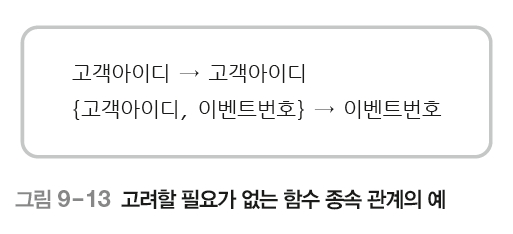 고객아이디 → 고객아이디
{고객아이디, 이벤트번호} → 이벤트번호
그림 9-13 고려할 필요가 없는 함수 종속 관계의 예